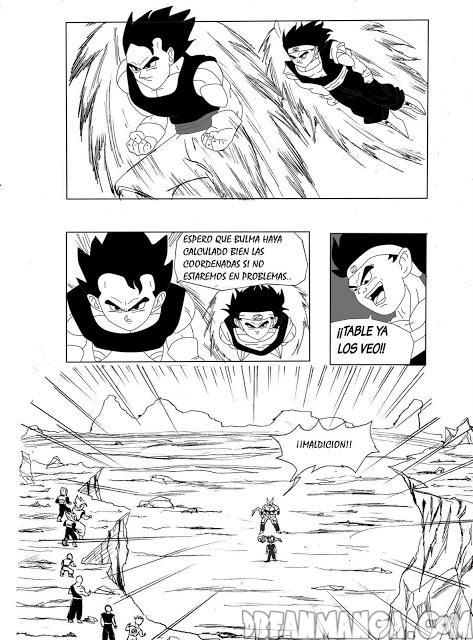 ESPERO QUE BULMA HAYA
CALCULADO BIEN LAS
COORDENADAS SI NO
ESTAREMOS EN PROBLEMAS..
¡¡TABLE YA
LOS VEO!!
¡¡MALDICION!!
DREAMMANGA.COM